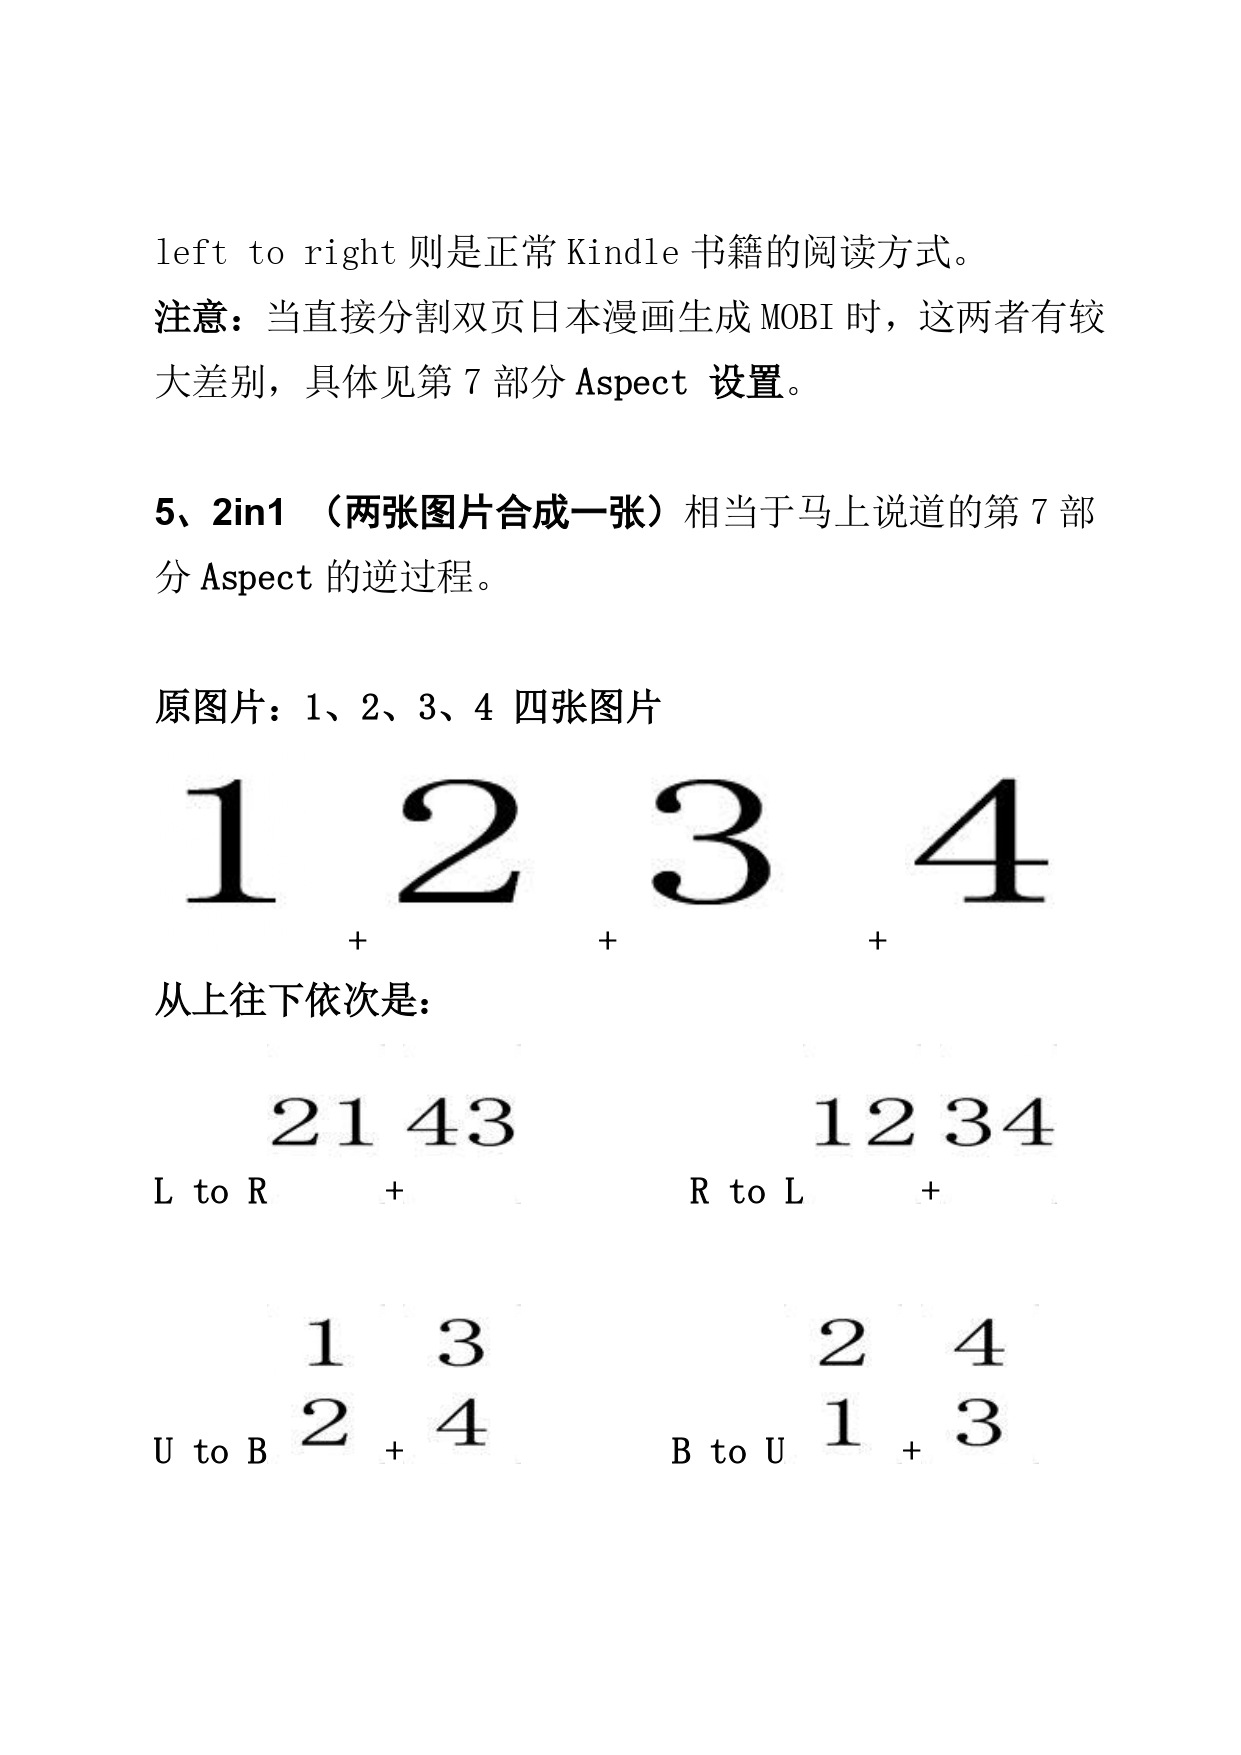 left to right 则是正常 Kindle 书籍的阅读方式。
注意：当直接分割双页日本漫画生成 MOBI 时，这两者有较
大差别，具体见第 7 部分 Aspect 设置。
5、2in1 （两张图片合成一张）相当于马上说道的第 7 部
分 Aspect 的逆过程。
原图片：1、2、3、4 四张图片
1 + 2 + 3 + 4
从上往下依次是：
L to R 21 + 43 R to L 12 + 34
1 3 2 4
U to B 2 + 4 B to U 1 + 3